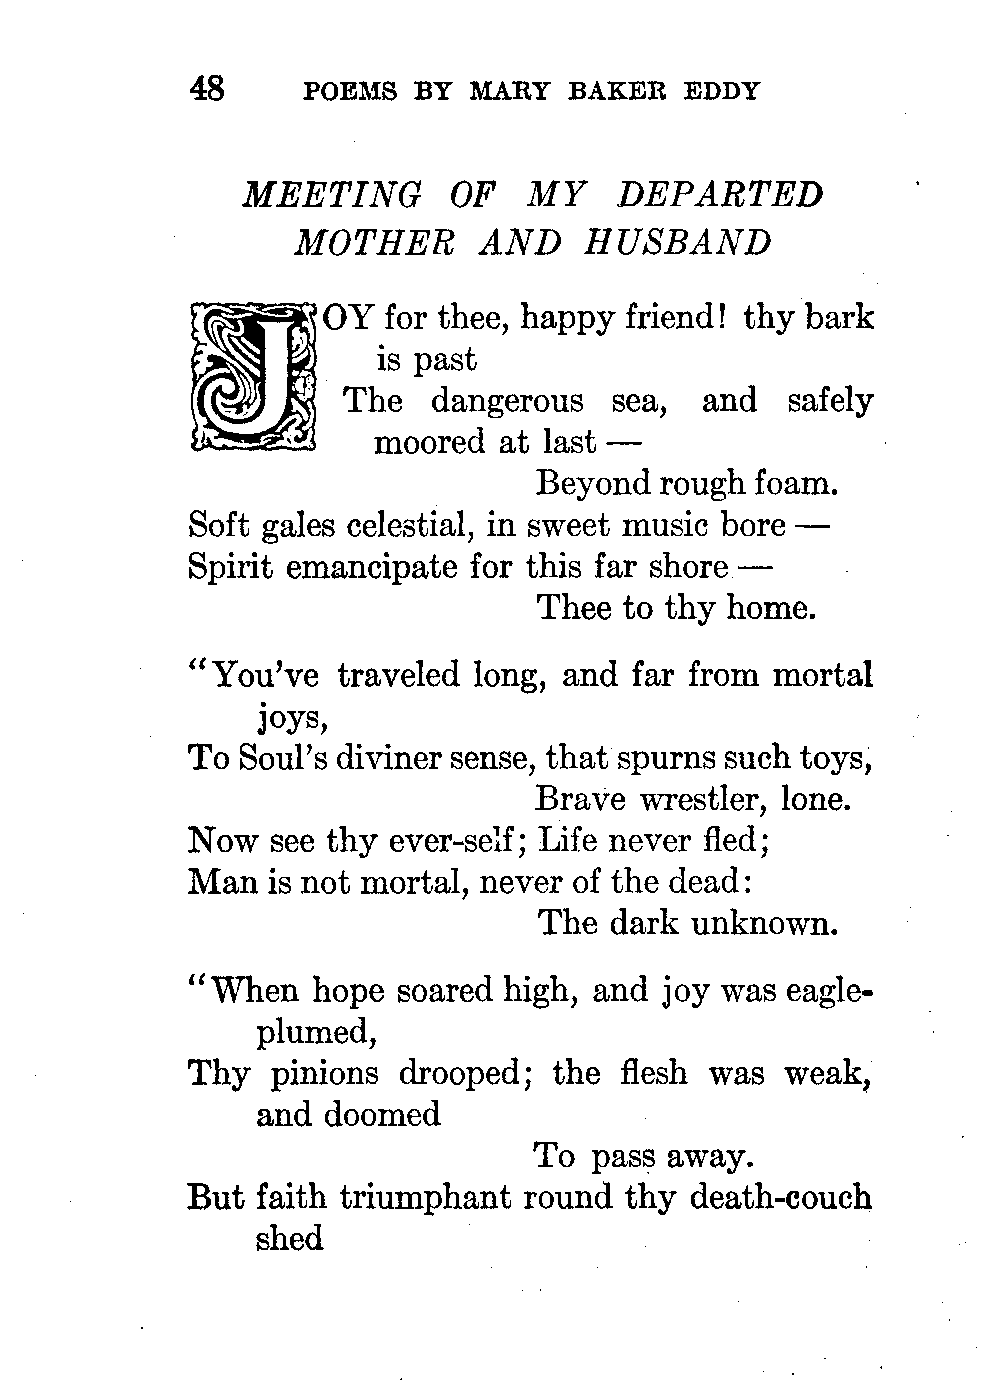 48 POEMS BY MARY BAKER EDDY
MEETING OF MY DEPARTED
MOTHER AND HUSBAND
JOY for thee, happy friend! thy bark
is past
The dangerous sea, and safely
moored at last —
Beyond rough foam.
Soft gales celestial, in sweet music bore —
Spirit emancipate for this far shore —
Thee to thy home.
“You’ve traveled long, and far from mortal
joys,
To Soul’s diviner sense, that spurns such toys,
Brave wrestler, lone.
Now see thy ever-self; Life never fled;
Man is not mortal, never of the dead:
The dark unknown.
“When hope soared high, and joy was eagle-
plumed,
Thy pinions drooped; the flesh was weak,
and doomed
To pass away.
But faith triumphant round thy death-couch
shed